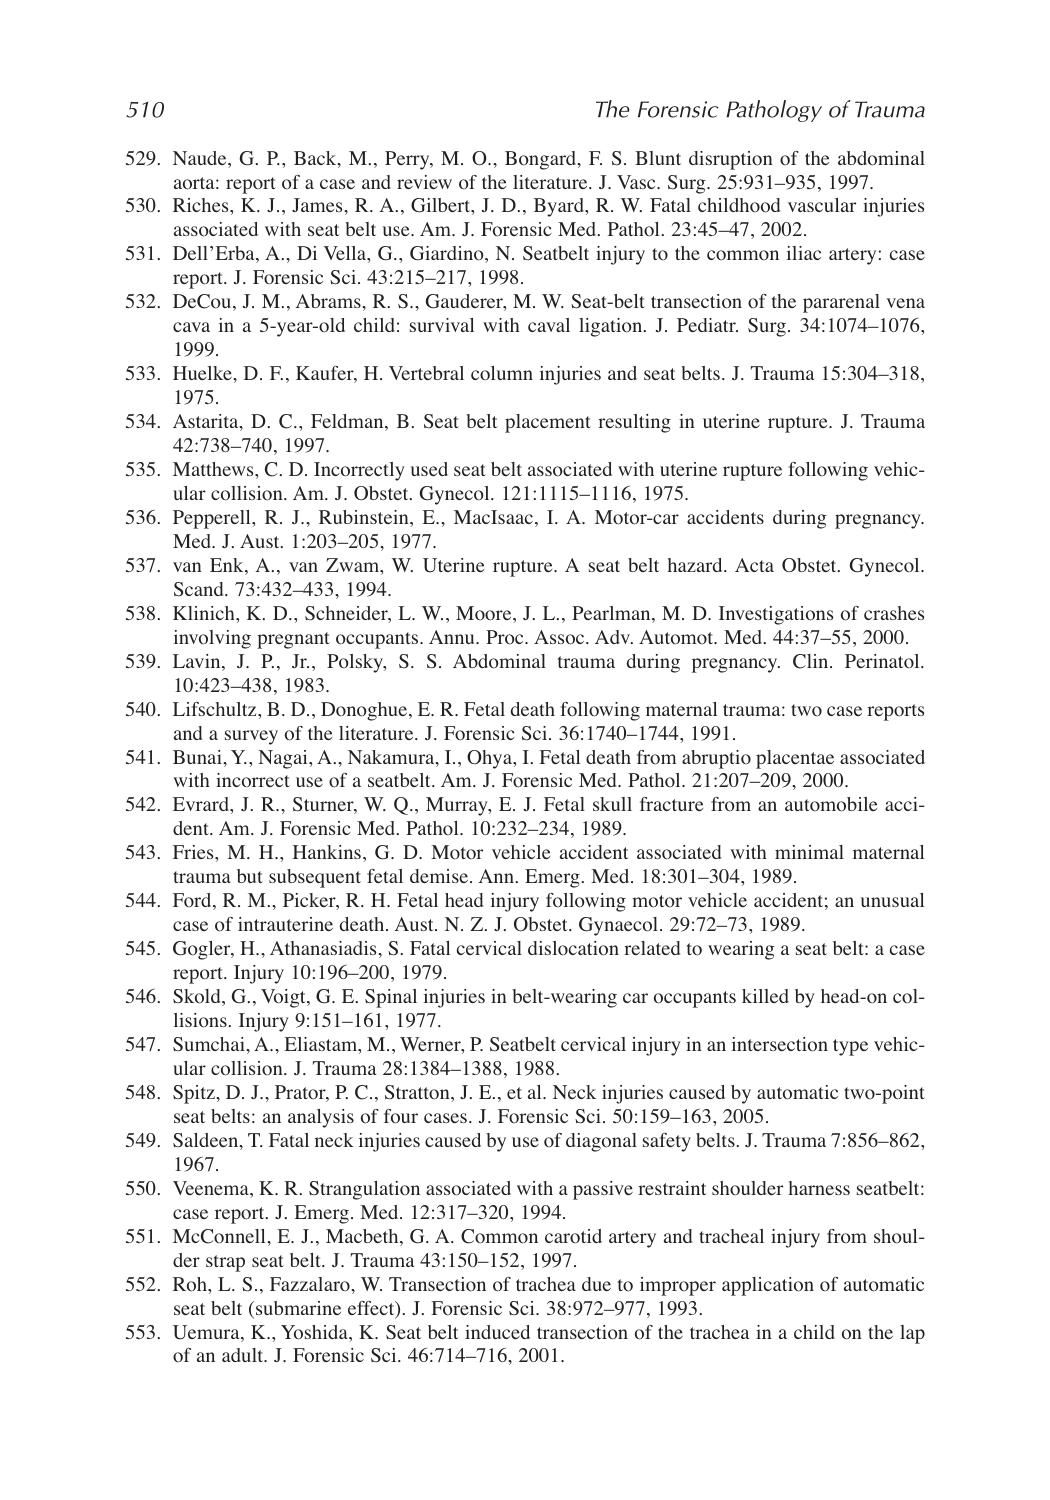 510 The Forensic Pathology of Trauma
529. Naude, G. P., Back, M., Perry, M. O., Bongard, F. S. Blunt disruption of the abdominal
aorta: report of a case and review of the literature. J. Vasc. Surg. 25:931–935, 1997.
530. Riches, K. J., James, R. A., Gilbert, J. D., Byard, R. W. Fatal childhood vascular injuries
associated with seat belt use. Am. J. Forensic Med. Pathol. 23:45–47, 2002.
531. Dell’Erba, A., Di Vella, G., Giardino, N. Seatbelt injury to the common iliac artery: case
report. J. Forensic Sci. 43:215–217, 1998.
532. DeCou, J. M., Abrams, R. S., Gauderer, M. W. Seat-belt transection of the pararenal vena
cava in a 5-year-old child: survival with caval ligation. J. Pediatr. Surg. 34:1074–1076,
1999.
533. Huelke, D. F., Kaufer, H. Vertebral column injuries and seat belts. J. Trauma 15:304–318,
1975.
534. Astarita, D. C., Feldman, B. Seat belt placement resulting in uterine rupture. J. Trauma
42:738–740, 1997.
535. Matthews, C. D. Incorrectly used seat belt associated with uterine rupture following vehic-
ular collision. Am. J. Obstet. Gynecol. 121:1115–1116, 1975.
536. Pepperell, R. J., Rubinstein, E., MacIsaac, I. A. Motor-car accidents during pregnancy.
Med. J. Aust. 1:203–205, 1977.
537. van Enk, A., van Zwam, W. Uterine rupture. A seat belt hazard. Acta Obstet. Gynecol.
Scand. 73:432–433, 1994.
538. Klinich, K. D., Schneider, L. W., Moore, J. L., Pearlman, M. D. Investigations of crashes
involving pregnant occupants. Annu. Proc. Assoc. Adv. Automot. Med. 44:37–55, 2000.
539. Lavin, J. P., Jr., Polsky, S. S. Abdominal trauma during pregnancy. Clin. Perinatol.
10:423–438, 1983.
540. Lifschultz, B. D., Donoghue, E. R. Fetal death following maternal trauma: two case reports
and a survey of the literature. J. Forensic Sci. 36:1740–1744, 1991.
541. Bunai, Y., Nagai, A., Nakamura, I., Ohya, I. Fetal death from abruptio placentae associated
with incorrect use of a seatbelt. Am. J. Forensic Med. Pathol. 21:207–209, 2000.
542. Evrard, J. R., Sturner, W. Q., Murray, E. J. Fetal skull fracture from an automobile acci-
dent. Am. J. Forensic Med. Pathol. 10:232–234, 1989.
543. Fries, M. H., Hankins, G. D. Motor vehicle accident associated with minimal maternal
trauma but subsequent fetal demise. Ann. Emerg. Med. 18:301–304, 1989.
544. Ford, R. M., Picker, R. H. Fetal head injury following motor vehicle accident; an unusual
case of intrauterine death. Aust. N. Z. J. Obstet. Gynaecol. 29:72–73, 1989.
545. Gogler, H., Athanasiadis, S. Fatal cervical dislocation related to wearing a seat belt: a case
report. Injury 10:196–200, 1979.
546. Skold, G., Voigt, G. E. Spinal injuries in belt-wearing car occupants killed by head-on col-
lisions. Injury 9:151–161, 1977.
547. Sumchai, A., Eliastam, M., Werner, P. Seatbelt cervical injury in an intersection type vehic-
ular collision. J. Trauma 28:1384–1388, 1988.
548. Spitz, D. J., Prator, P. C., Stratton, J. E., et al. Neck injuries caused by automatic two-point
seat belts: an analysis of four cases. J. Forensic Sci. 50:159–163, 2005.
549. Saldeen, T. Fatal neck injuries caused by use of diagonal safety belts. J. Trauma 7:856–862,
1967.
550. Veenema, K. R. Strangulation associated with a passive restraint shoulder harness seatbelt:
case report. J. Emerg. Med. 12:317–320, 1994.
551. McConnell, E. J., Macbeth, G. A. Common carotid artery and tracheal injury from shoul-
der strap seat belt. J. Trauma 43:150–152, 1997.
552. Roh, L. S., Fazzalaro, W. Transection of trachea due to improper application of automatic
seat belt (submarine effect). J. Forensic Sci. 38:972–977, 1993.
553. Uemura, K., Yoshida, K. Seat belt induced transection of the trachea in a child on the lap
of an adult. J. Forensic Sci. 46:714–716, 2001.